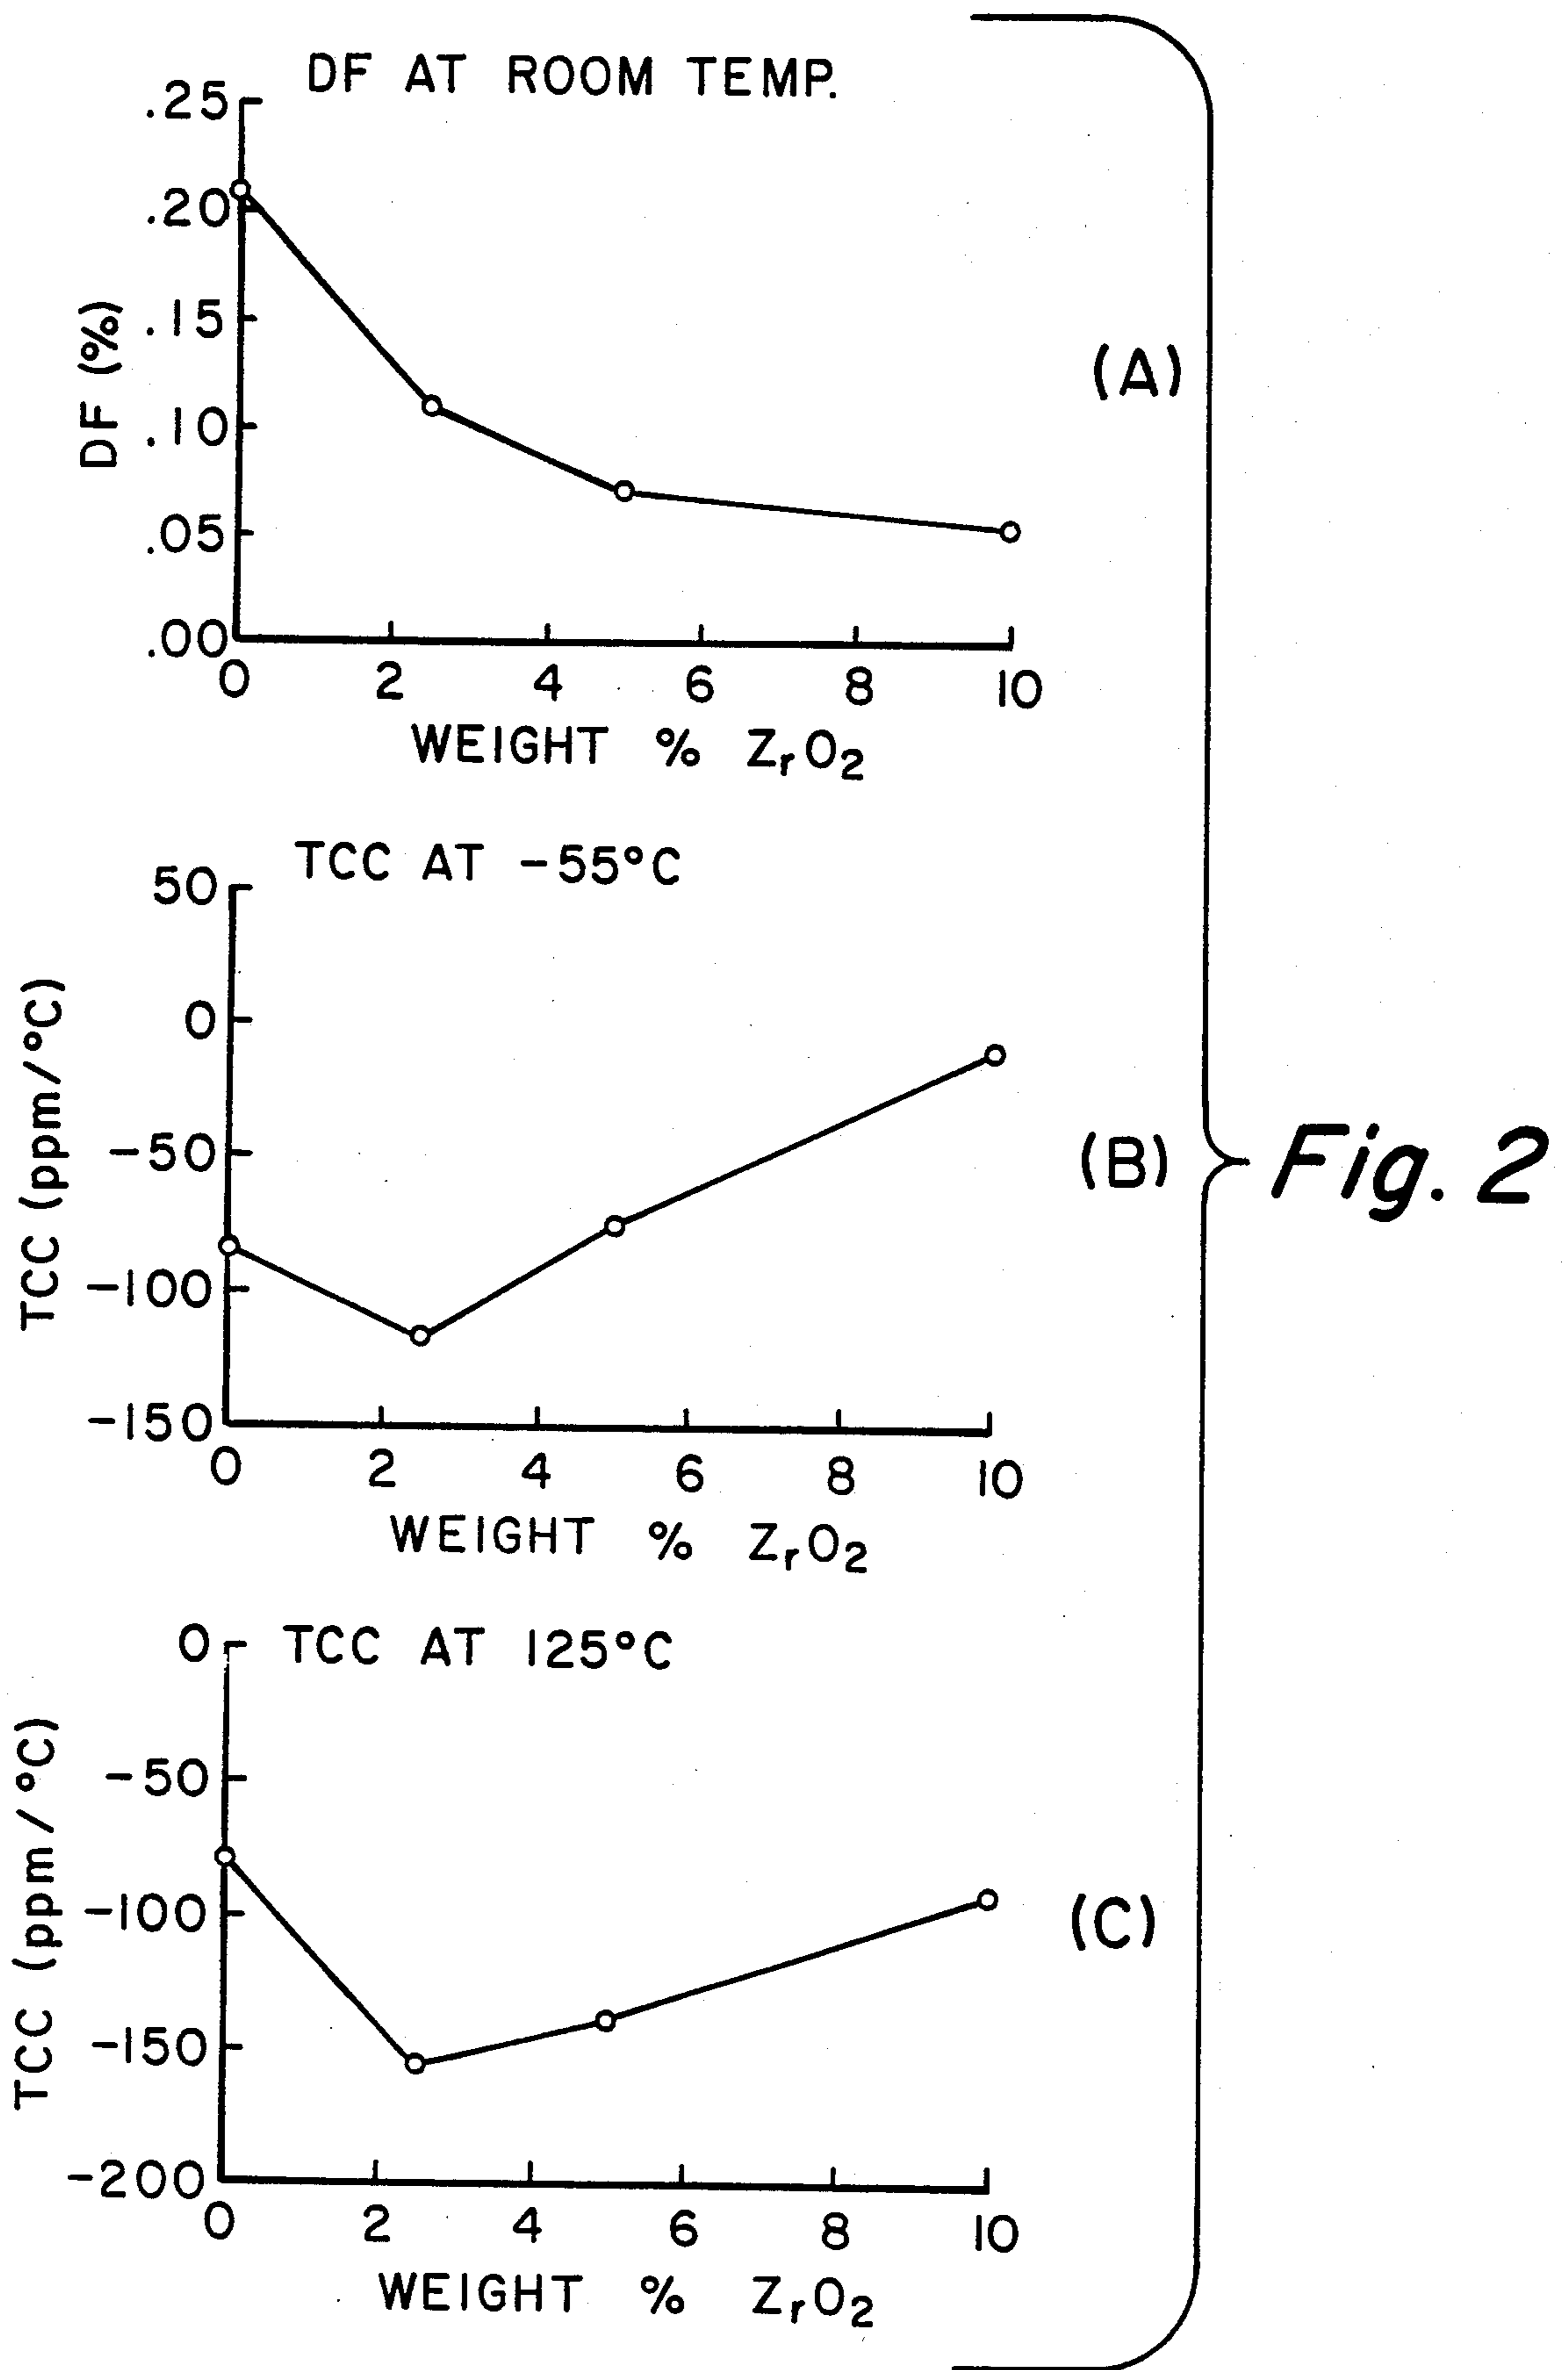 DF AT ROOM TEMP.
.25
.20
.15
.10
.05
.00
DF (%)
0 2 4 6 8 10
WEIGHT % ZrO2
(A)
TCC AT -55°C
50
0
-50
-100
-150
TCC (ppm/°C)
0 2 4 6 8 10
WEIGHT % ZrO2
(B)
Fig. 2
TCC AT 125°C
0
-50
-100
-150
-200
TCC (ppm/°C)
0 2 4 6 8 10
WEIGHT % ZrO2
(C)